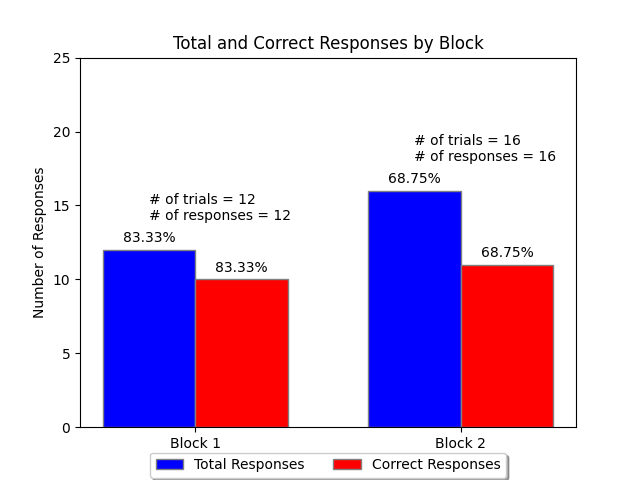 Total and Correct Responses by Block
Number of Responses
25
20
15
10
5
0
# of trials = 12
# of responses = 12
83.33%
83.33%
# of trials = 16
# of responses = 16
68.75%
68.75%
Block 1
Block 2
Total Responses
Correct Responses